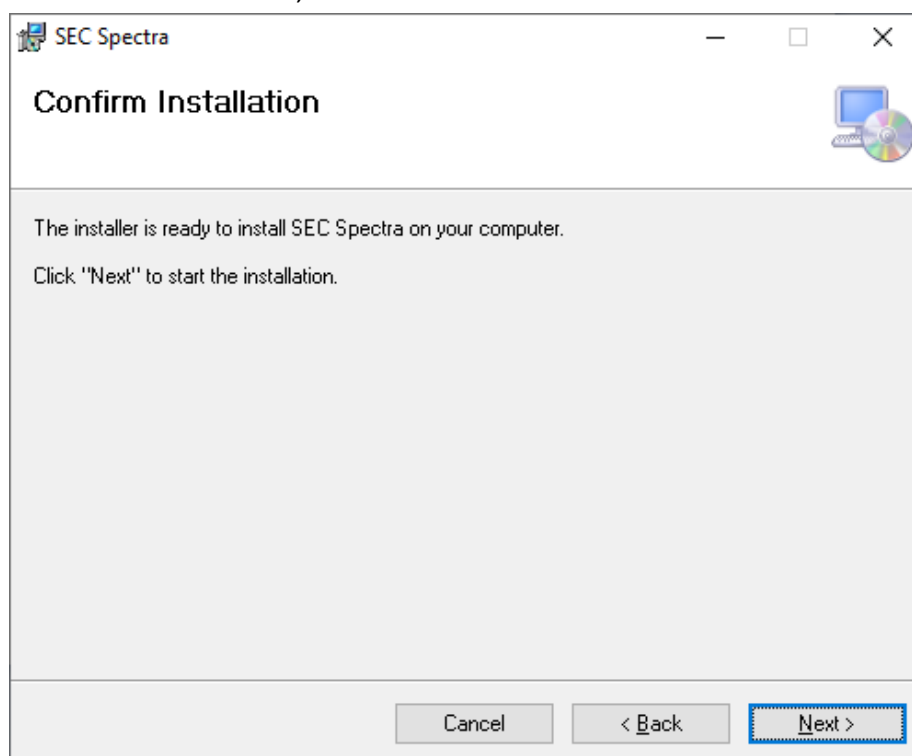 SEC Spectra
Confirm Installation
The installer is ready to install SEC Spectra on your computer.
Click "Next" to start the installation.
Cancel
< Back
Next >